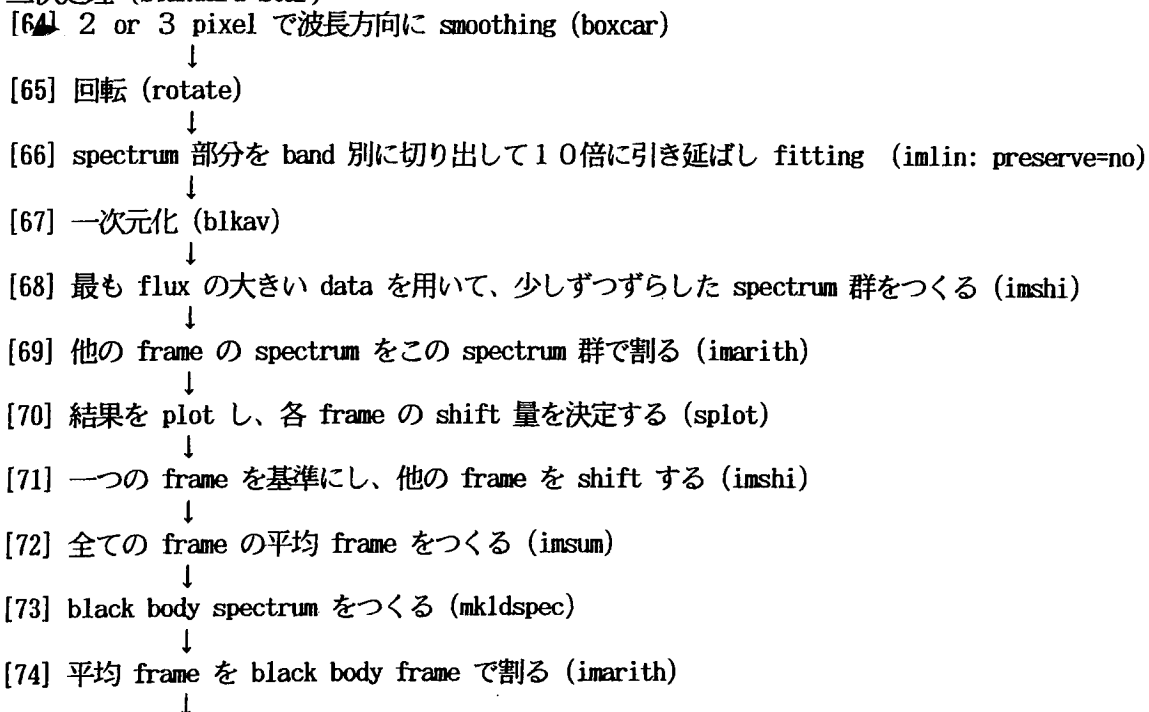 [64] 2 or 3 pixel で波長方向に smoothing (boxcar)
↓
[65] 回転 (rotate)
↓
[66] spectrum 部分を band 別に切り出して10倍に引き延ばし fitting (imlin: preserve=no)
↓
[67] 一次元化 (blkav)
↓
[68] 最も flux の大きい data を用いて、少しずつずらした spectrum 群をつくる (imshi)
↓
[69] 他の frame の spectrum をこの spectrum 群で割る (imarith)
↓
[70] 結果を plot し、各 frame の shift 量を決定する (splot)
↓
[71] 一つの frame を基準にし、他の frame を shift する (imshi)
↓
[72] 全ての frame の平均 frame をつくる (imsum)
↓
[73] black body spectrum をつくる (mkldspec)
↓
[74] 平均 frame を black body frame で割る (imarith)
↓